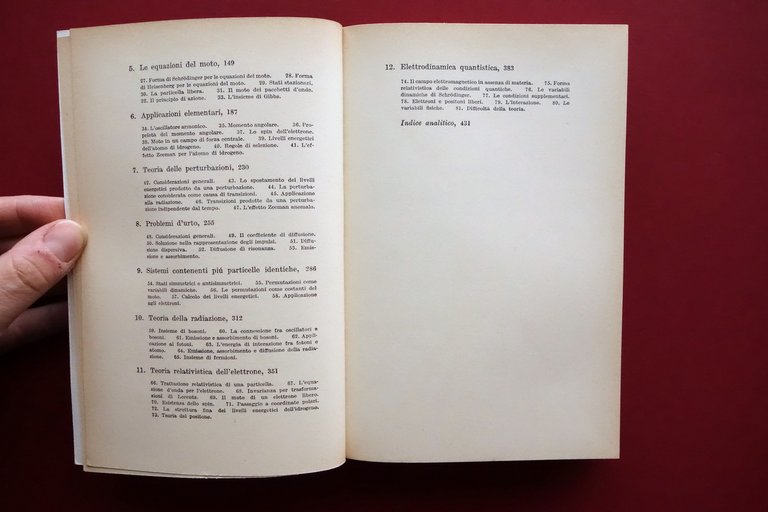 5. Le equazioni del moto, 149
27. Forma di Schrödinger per le equazioni del moto. 28. Forma
di Heisenberg per le equazioni del moto. 29. Stati stazionari.
30. La particella libera. 31. Il moto dei pacchetti d'onde.
32. Il principio di azione. 33. L'insieme di Gibbs.
6. Applicazioni elementari, 187
34. L'oscillatore armonico. 35. Momento angolare. 36. Pro-
prietà del momento angolare. 37. Lo spin dell'elettrone.
38. Moto in un campo di forza centrale. 39. Livelli energetici
dell'atomo di idrogeno. 40. Regole di selezione. 41. L'ef-
fetto Zeeman per l'atomo di idrogeno.
7. Teoria delle perturbazioni, 230
42. Considerazioni generali. 43. Lo spostamento dei livelli
energetici prodotto da una perturbazione. 44. La perturba-
zione considerata come causa di transizioni. 45. Applicazione
alla radiazione. 46. Transizioni prodotte da una perturba-
zione indipendente dal tempo. 47. L'effetto Zeeman anomalo.
8. Problemi d'urto, 255
48. Considerazioni generali. 49. Il coefficiente di diffusione.
50. Soluzione nella rappresentazione degli impulsi. 51. Diffu-
sione dispersiva. 52. Diffusione di risonanza. 53. Emis-
sione e assorbimento.
9. Sistemi contenenti piú particelle identiche, 286
54. Stati simmetrici e antisimmetrici. 55. Permutazioni come
variabili dinamiche. 56. Le permutazioni come costanti del
moto. 57. Calcolo dei livelli energetici. 58. Applicazione
agli elettroni.
10. Teoria della radiazione, 312
59. Insieme di bosoni. 60. La connessione fra oscillatori e
bosoni. 61. Emissione e assorbimento di bosoni. 62. Appli-
cazione ai fotoni. 63. L'energia di interazione fra fotoni e
atomo. 64. Emissione, assorbimento e diffusione della radia-
zione. 65. Insieme di fermioni.
11. Teoria relativistica dell'elettrone, 351
66. Trattazione relativistica di una particella. 67. L'equa-
zione d'onda per l'elettrone. 68. Invarianza per trasforma-
zioni di Lorentz. 69. Il moto di un elettrone libero.
70. Esistenza dello spin. 71. Passaggio a coordinate polari.
72. La struttura fina dei livelli energetici dell'idrogeno.
73. Teoria del positone.
12. Elettrodinamica quantistica, 383
74. Il campo elettromagnetico in assenza di materia. 75. Forma
relativistica delle condizioni quantiche. 76. Le variabili
dinamiche di Schrödinger. 77. Le condizioni supplementari.
78. Elettroni e positoni liberi. 79. L'interazione. 80. Le
variabili fisiche. 81. Difficoltà della teoria.
Indice analitico, 431